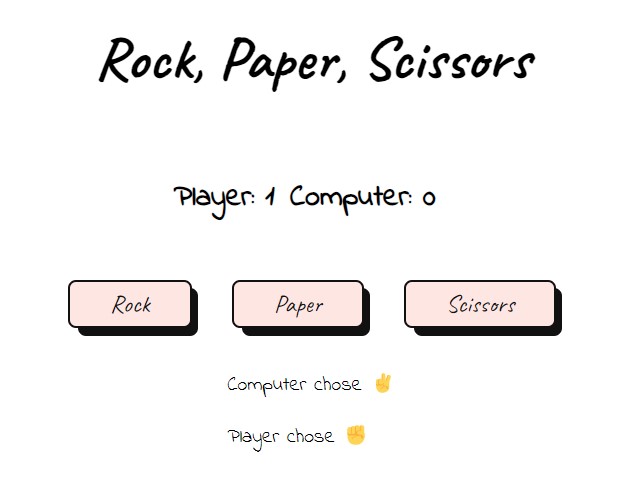 Rock, Paper, Scissors
Player: 1 Computer: 0
Rock Paper Scissors
Computer chose ✌
Player chose ✊